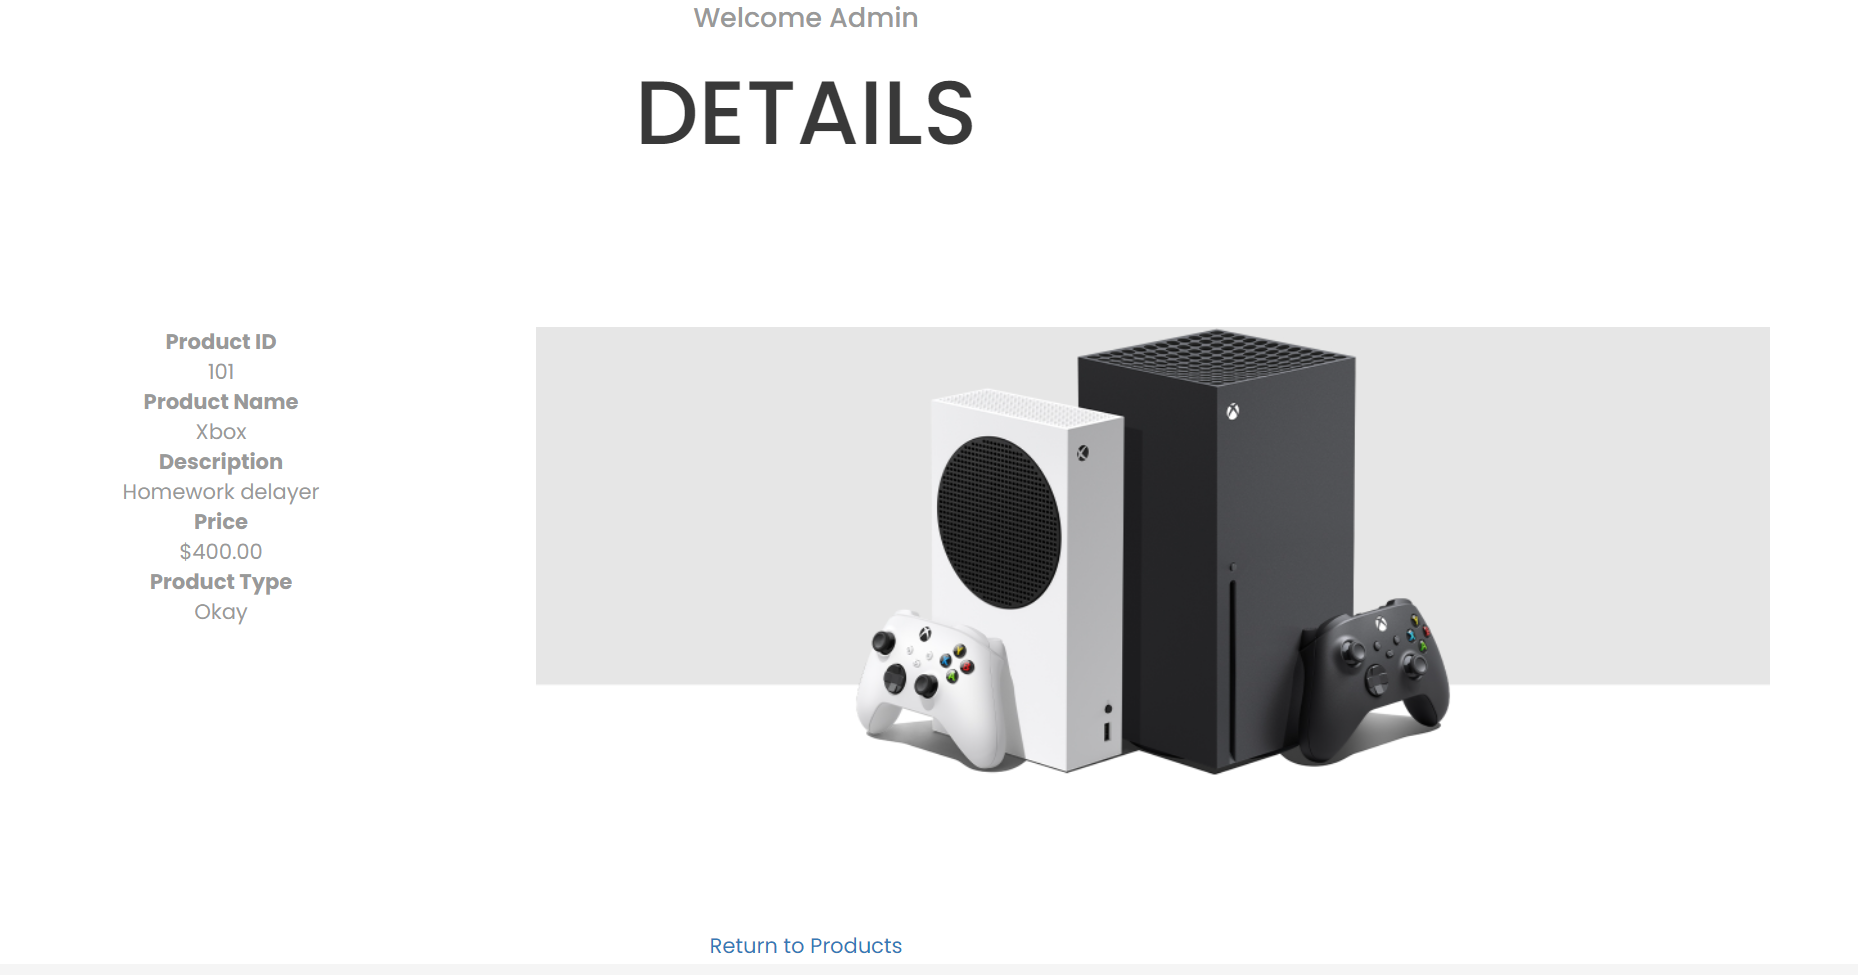 Welcome Admin
DETAILS
Product ID
101
Product Name
Xbox
Description
Homework delayer
Price
$400.00
Product Type
Okay
Return to Products